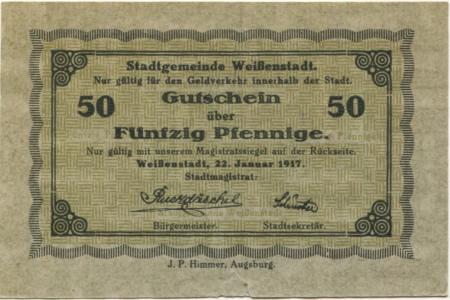 Stadtgemeinde Weißenstadt.
Nur gültig für den Geldverkehr innerhalb der Stadt.
50 Gutschein 50
über
Fünfzig Pfennige.
Nur gültig mit unserem Magistratssiegel auf der Rückseite.
Weißenstadt, 22. Januar 1917.
Stadtmagistrat:
Bürgermeister. Stadtsekretär.
J. P. Himmer, Augsburg.